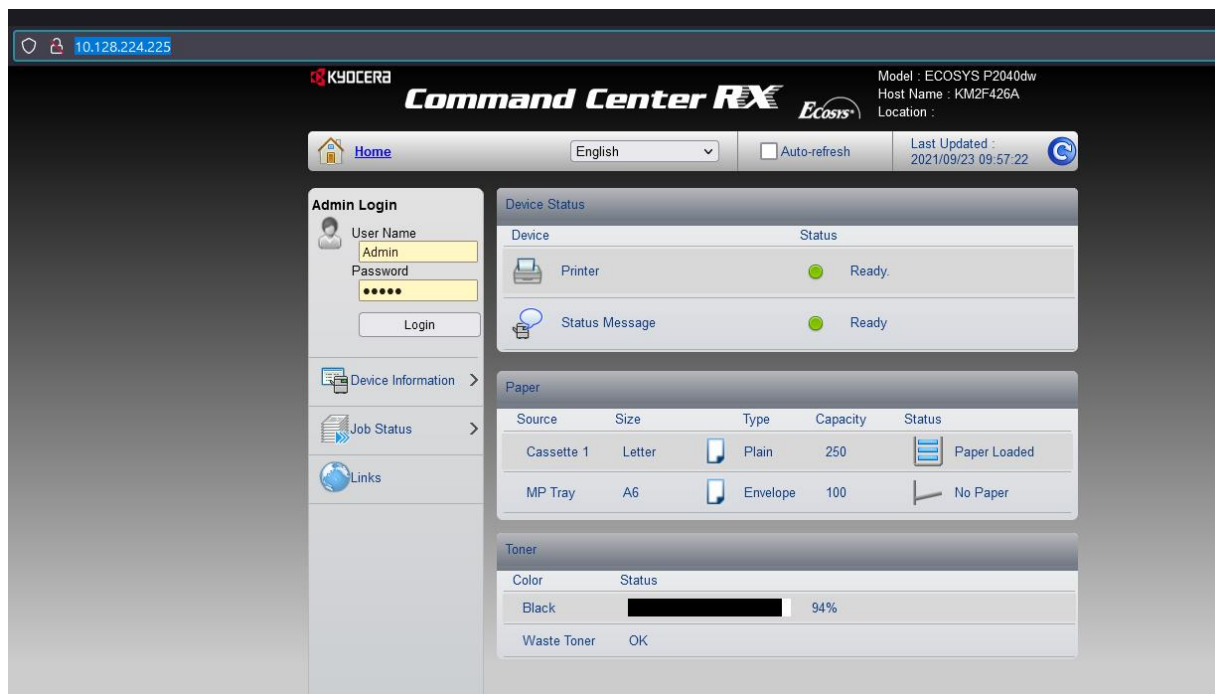 10.128.224.225
KYOCERA
Command Center RX
Ecosys
Model : ECOSYS P2040dw
Host Name : KM2F426A
Location :
Home
English
Auto-refresh
Last Updated :
2021/09/23 09:57:22
Admin Login
User Name
Admin
Password
•••••
Login
Device Information
Job Status
Links
Device Status
Device Status
Printer Ready.
Status Message Ready
Paper
Source Size Type Capacity Status
Cassette 1 Letter Plain 250 Paper Loaded
MP Tray A6 Envelope 100 No Paper
Toner
Color Status
Black 94%
Waste Toner OK